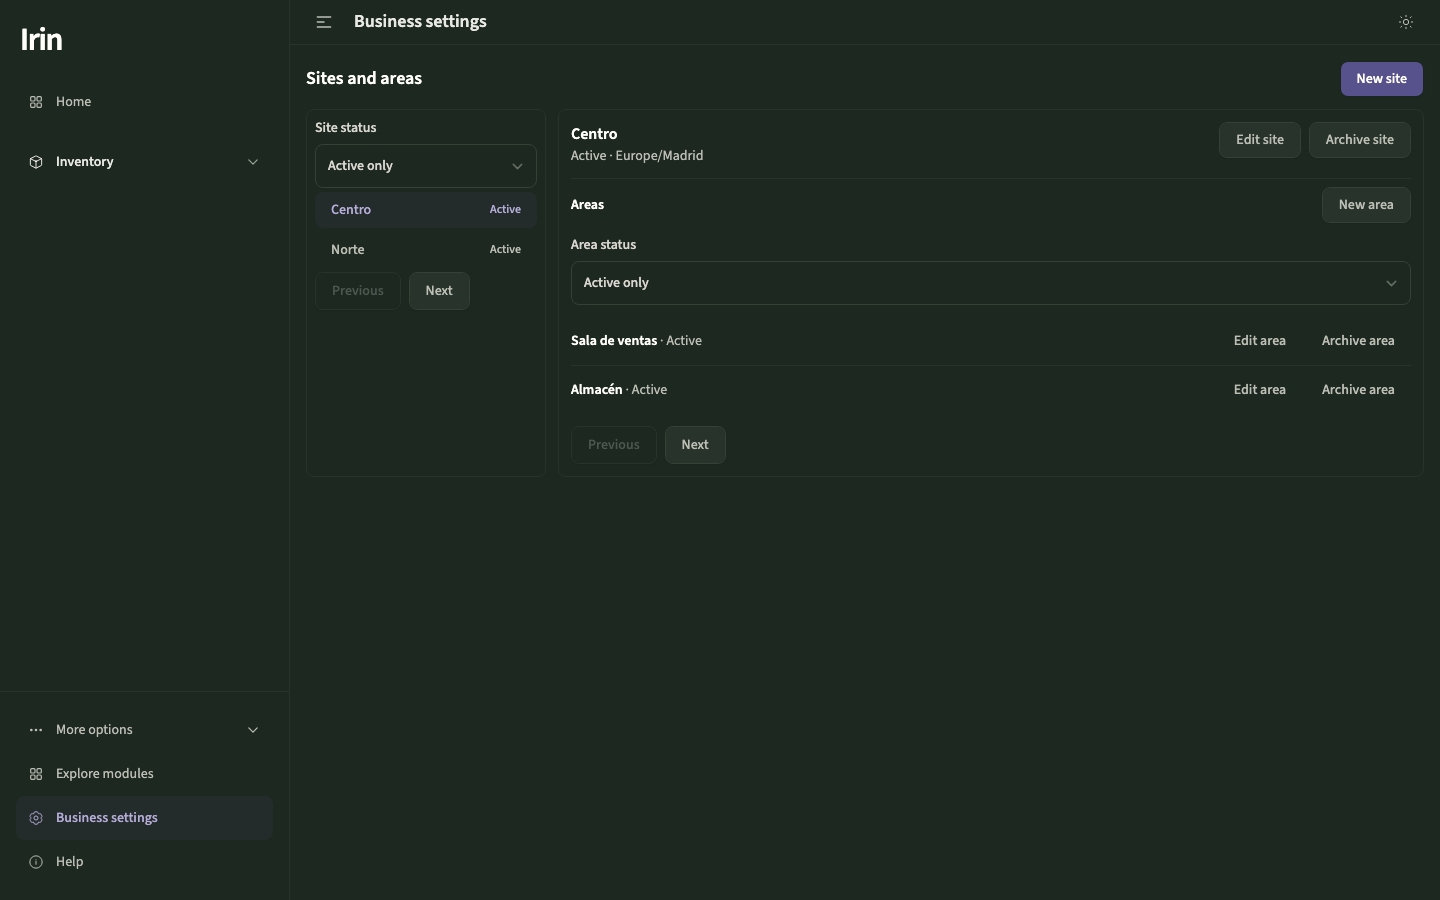 Irin
Business settings
Home
Inventory
More options
Explore modules
Business settings
Help
Sites and areas
New site
Site status
Active only
Centro Active
Norte Active
Previous Next
Centro
Active · Europe/Madrid
Edit site Archive site
Areas
New area
Area status
Active only
Sala de ventas · Active Edit area Archive area
Almacén · Active Edit area Archive area
Previous Next